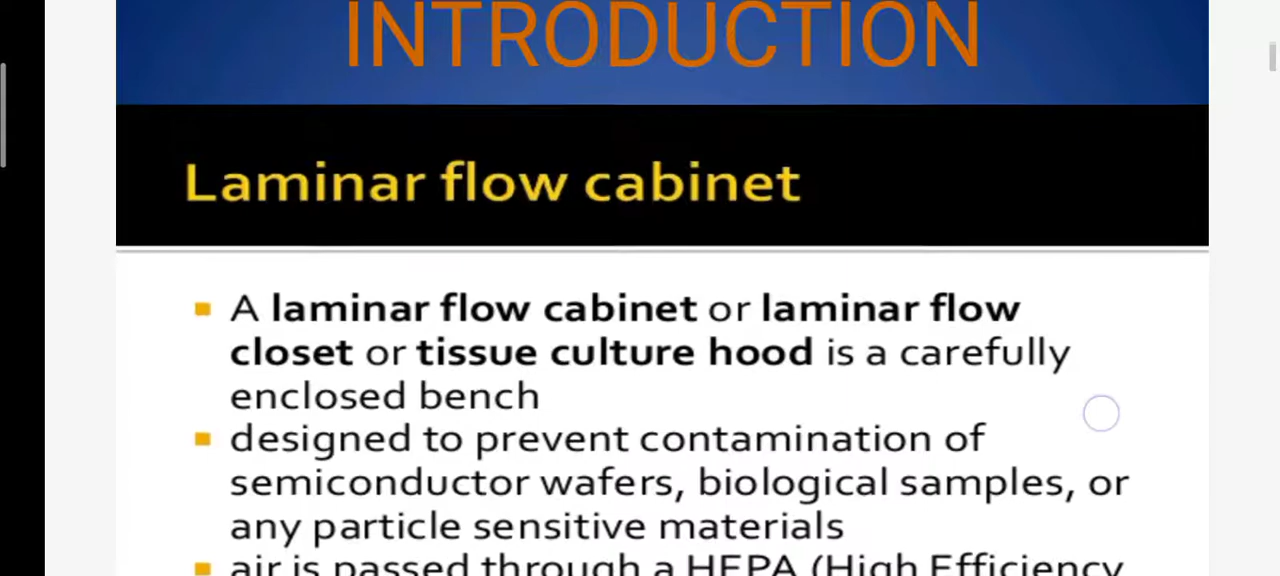 INTRODUCTION
Laminar flow cabinet
A laminar flow cabinet or laminar flow
closet or tissue culture hood is a carefully
enclosed bench
designed to prevent contamination of
semiconductor wafers, biological samples, or
any particle sensitive materials
air is passed through a HEPA (High Efficiency